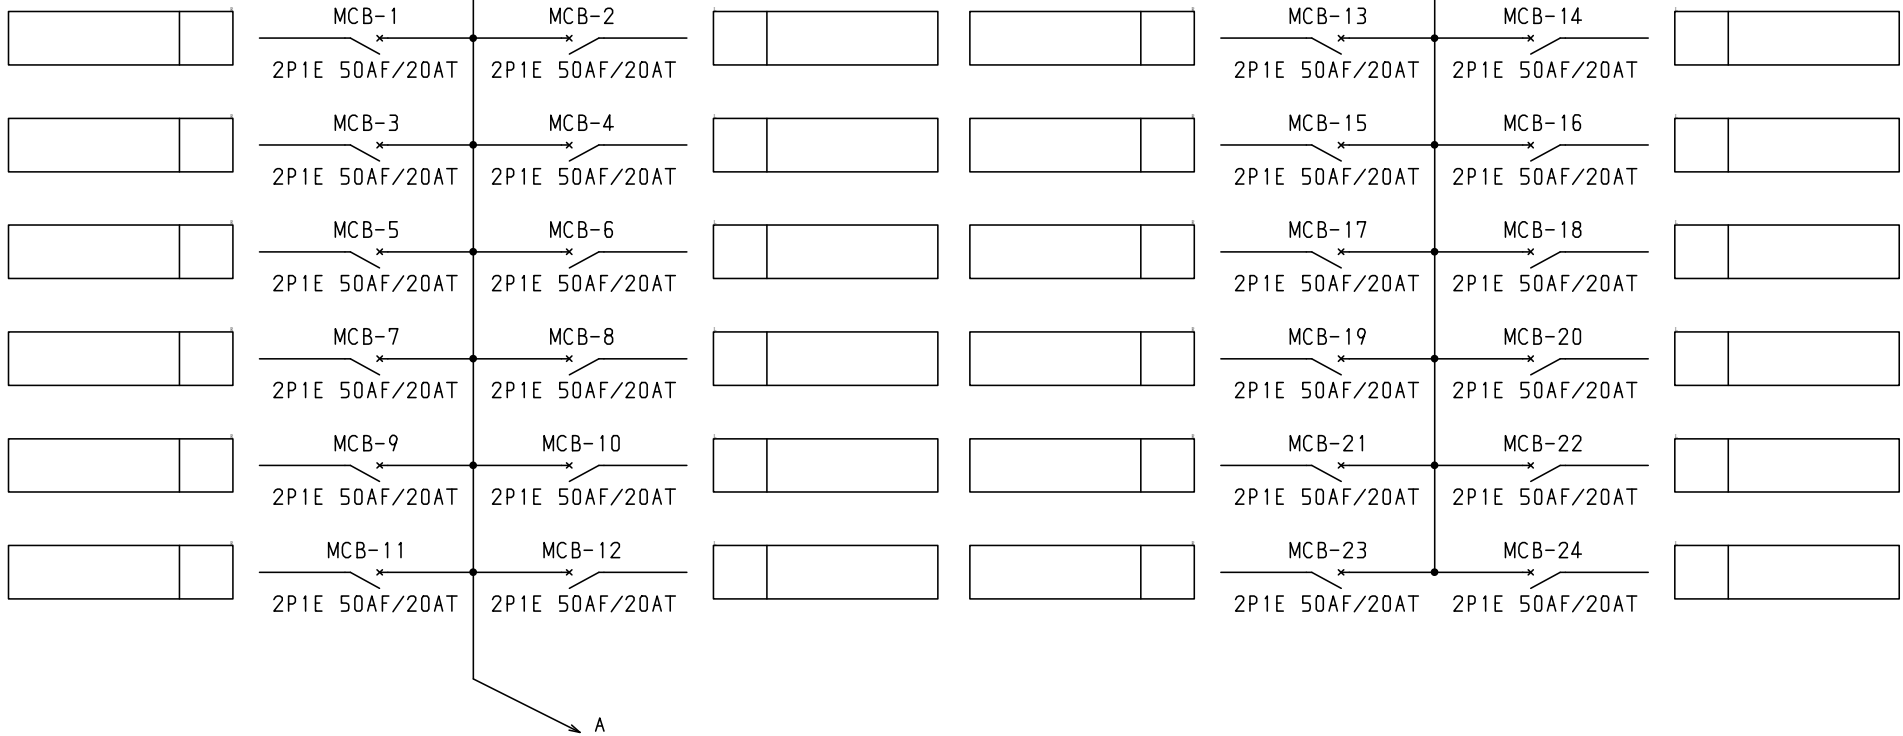 MCB-1 MCB-2 MCB-13 MCB-14
2P1E 50AF/20AT 2P1E 50AF/20AT 2P1E 50AF/20AT 2P1E 50AF/20AT
MCB-3 MCB-4 MCB-15 MCB-16
2P1E 50AF/20AT 2P1E 50AF/20AT 2P1E 50AF/20AT 2P1E 50AF/20AT
MCB-5 MCB-6 MCB-17 MCB-18
2P1E 50AF/20AT 2P1E 50AF/20AT 2P1E 50AF/20AT 2P1E 50AF/20AT
MCB-7 MCB-8 MCB-19 MCB-20
2P1E 50AF/20AT 2P1E 50AF/20AT 2P1E 50AF/20AT 2P1E 50AF/20AT
MCB-9 MCB-10 MCB-21 MCB-22
2P1E 50AF/20AT 2P1E 50AF/20AT 2P1E 50AF/20AT 2P1E 50AF/20AT
MCB-11 MCB-12 MCB-23 MCB-24
2P1E 50AF/20AT 2P1E 50AF/20AT 2P1E 50AF/20AT 2P1E 50AF/20AT
A